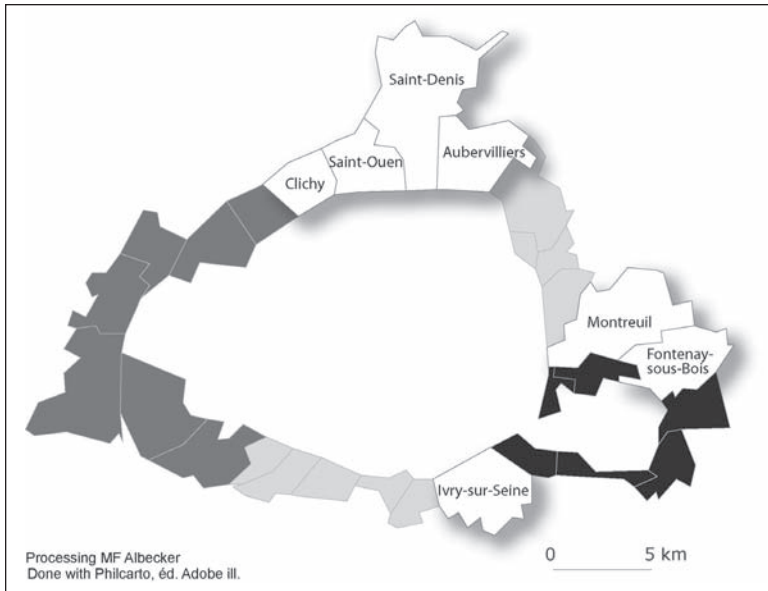 Saint-Denis
Aubervilliers
Saint-Ouen
Clichy
Montreuil
Fontenay-
sous-Bois
Ivry-sur-Seine
Processing MF Albecker
Done with Philcarto, éd. Adobe ill.
0 5 km